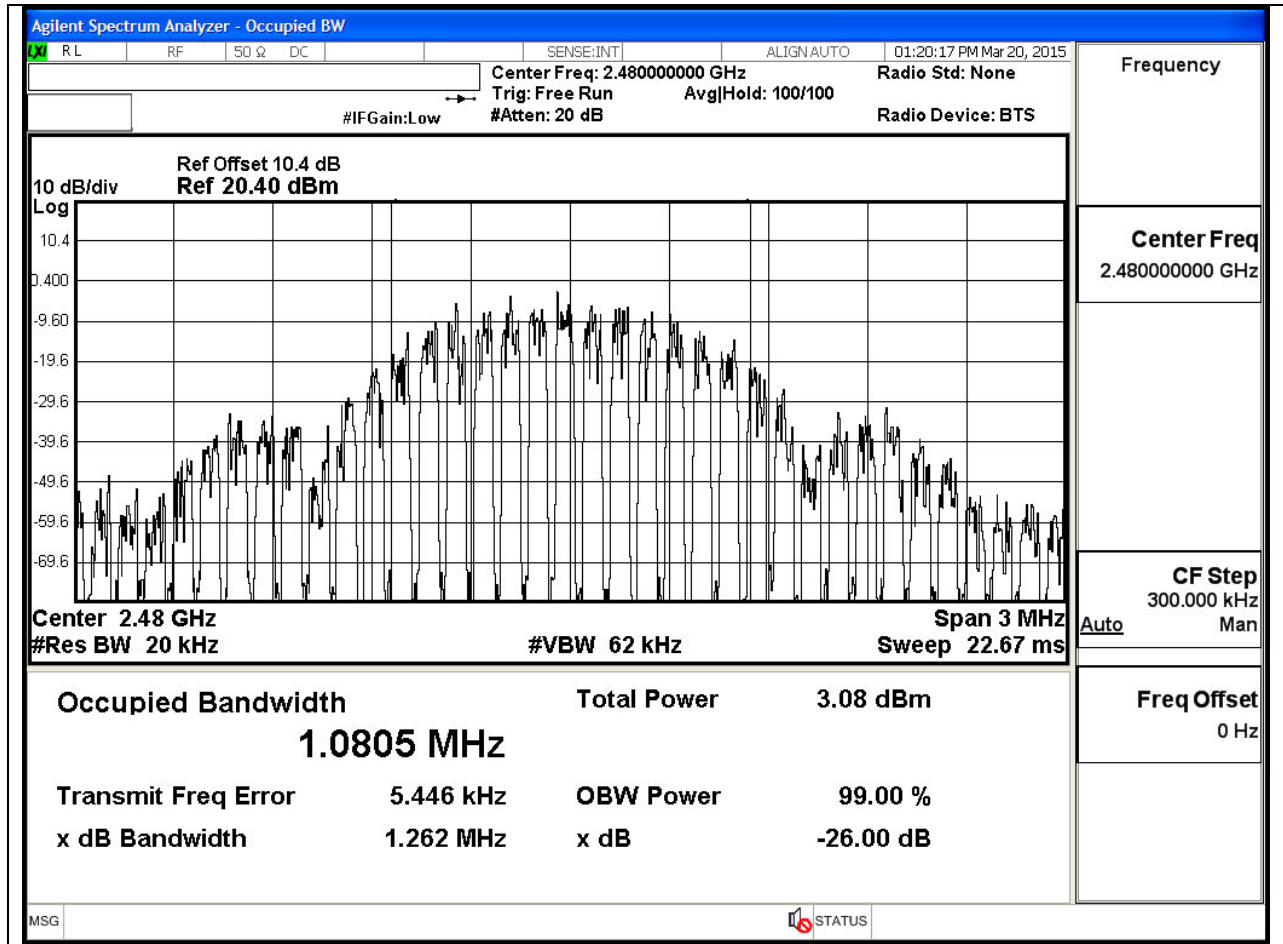 Agilent Spectrum Analyzer - Occupied BW
LXI RL RF 50 Ω DC SENSE:INT ALIGN AUTO 01:20:17 PM Mar 20, 2015
Center Freq: 2.480000000 GHz Radio Std: None
Trig: Free Run Avg|Hold: 100/100
#IFGain:Low #Atten: 20 dB Radio Device: BTS
Ref Offset 10.4 dB
10 dB/div Ref 20.40 dBm
Log
10.4
0.400
-9.60
-19.6
-29.6
-39.6
-49.6
-59.6
-69.6
Center 2.48 GHz Span 3 MHz
#Res BW 20 kHz #VBW 62 kHz Sweep 22.67 ms
Occupied Bandwidth Total Power 3.08 dBm
1.0805 MHz
Transmit Freq Error 5.446 kHz OBW Power 99.00 %
x dB Bandwidth 1.262 MHz x dB -26.00 dB
MSG STATUS
Frequency
Center Freq
2.480000000 GHz
CF Step
300.000 kHz
Auto Man
Freq Offset
0 Hz